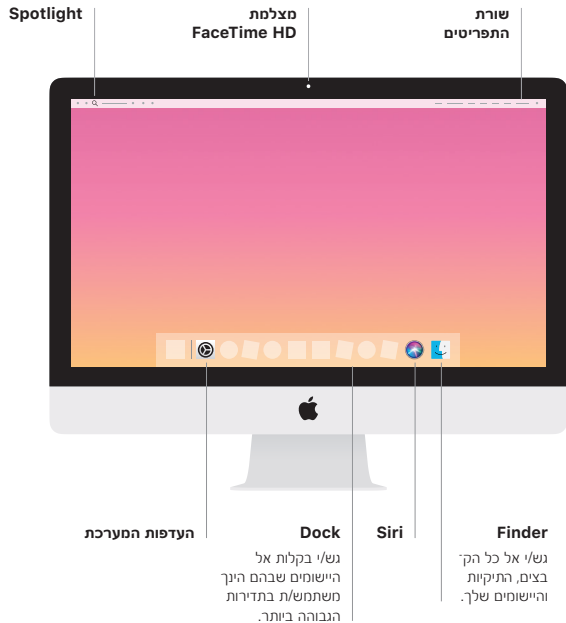 שורת
התפריטים
מצלמת
FaceTime HD
Spotlight
Finder
גש/י אל כל הק־
בצים, התיקיות
והיישומים שלך.
Siri
Dock
גש/י בקלות אל
היישומים שבהם הינך
משתמש/ת בתדירות
הגבוהה ביותר.
העדפות המערכת